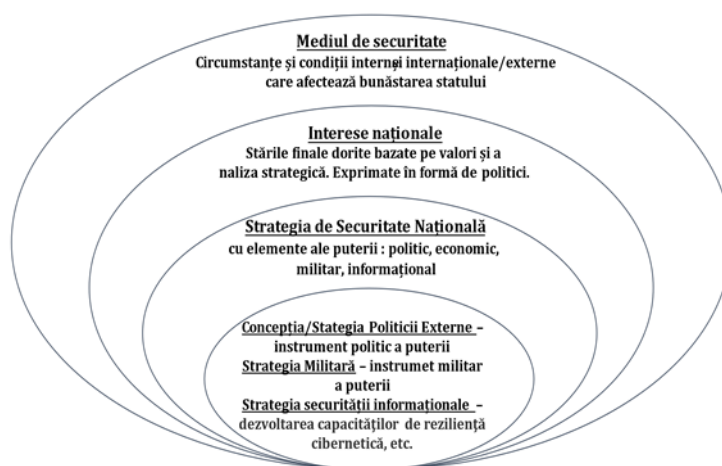 Mediul de securitate
Circumstanțe și condiții interneși internaționale/externe
care afectează bunăstarea statului
Interese naționale
Stările finale dorite bazate pe valori și a
naliza strategică. Exprimate în formă de politici.
Strategia de Securitate Națională
cu elemente ale puterii : politic, economic,
militar, informațional
Concepția/Stategia Politicii Externe –
instrument politic a puterii
Strategia Militară – instrumet militar
a puterii
Strategia securității informaționale –
dezvoltarea capacităților de reziliență
cibernetică, etc.